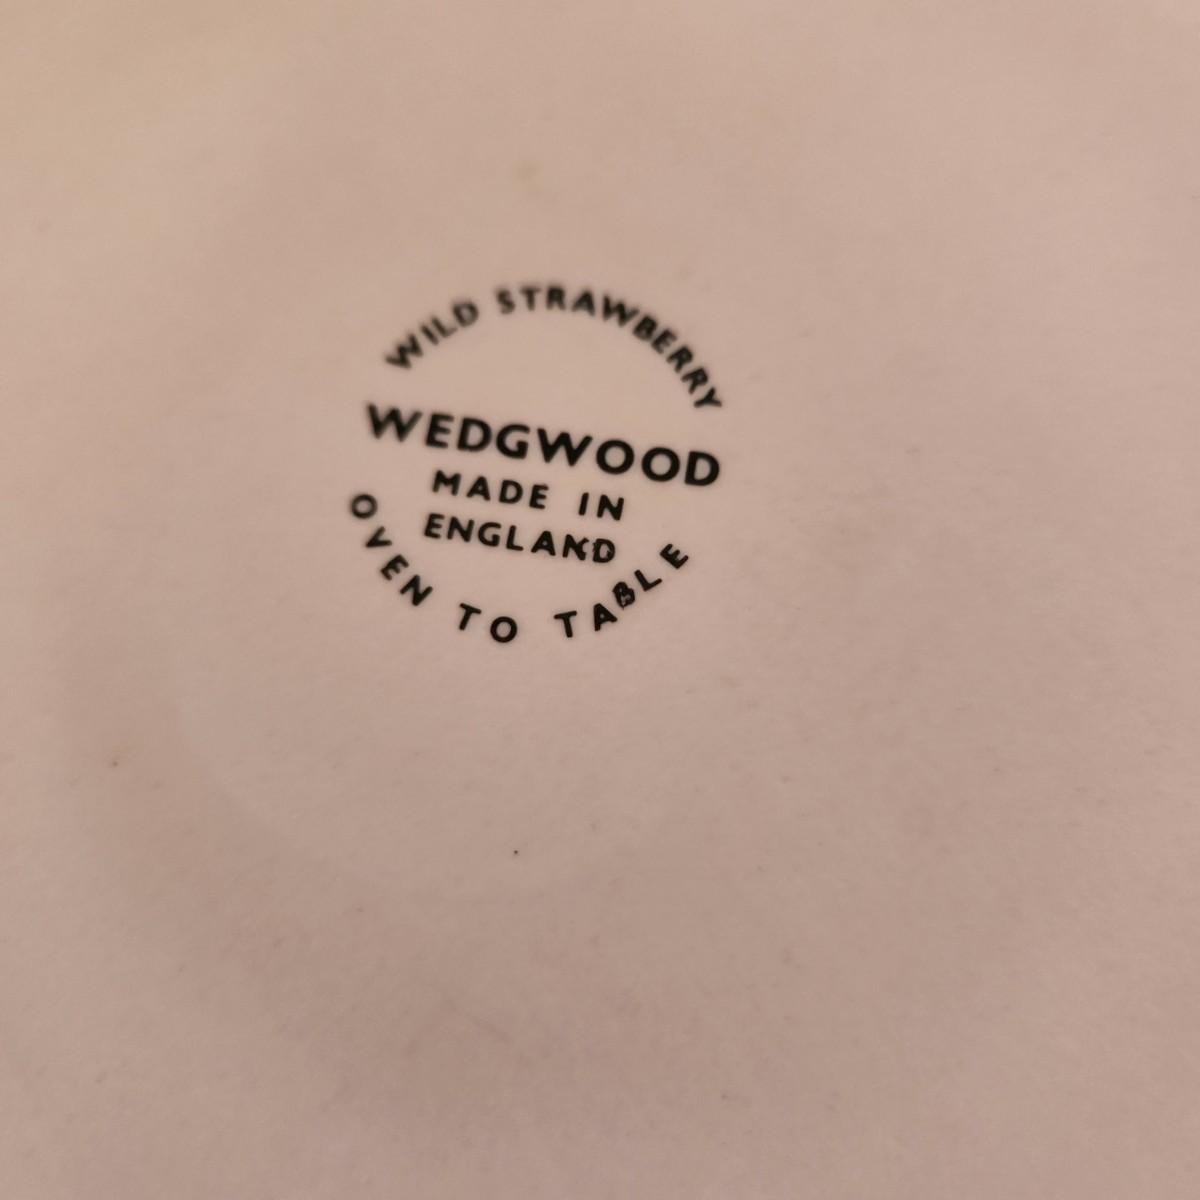 WILD STRAWBERRY
WEDGWOOD
MADE IN
ENGLAND
OVEN TO TABLE